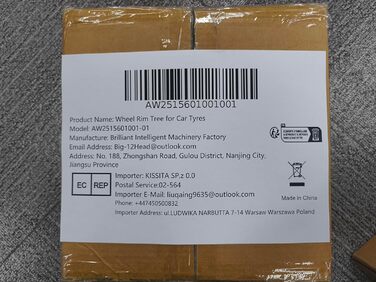 AW2515601001001
Product Name: Wheel Rim Tree for Car Tyres
Model: AW2515601001-01
Manufacture: Brilliant Intelligent Machinery Factory
Email Address: Big-12Head@outlook.com
Address: No. 188, Zhongshan Road, Gulou District, Nanjing City,
Jiangsu Province
EC REP
Importer: KISSITA SP.z 0.0
Postal Service:02-564
Importer E-Mail: liuqaing9635@outlook.com
Phone: +447450500832
Made in China
Importer Address: ul.LUDWIKA NARBUTTA 7-14 Warsaw Warszawa Poland